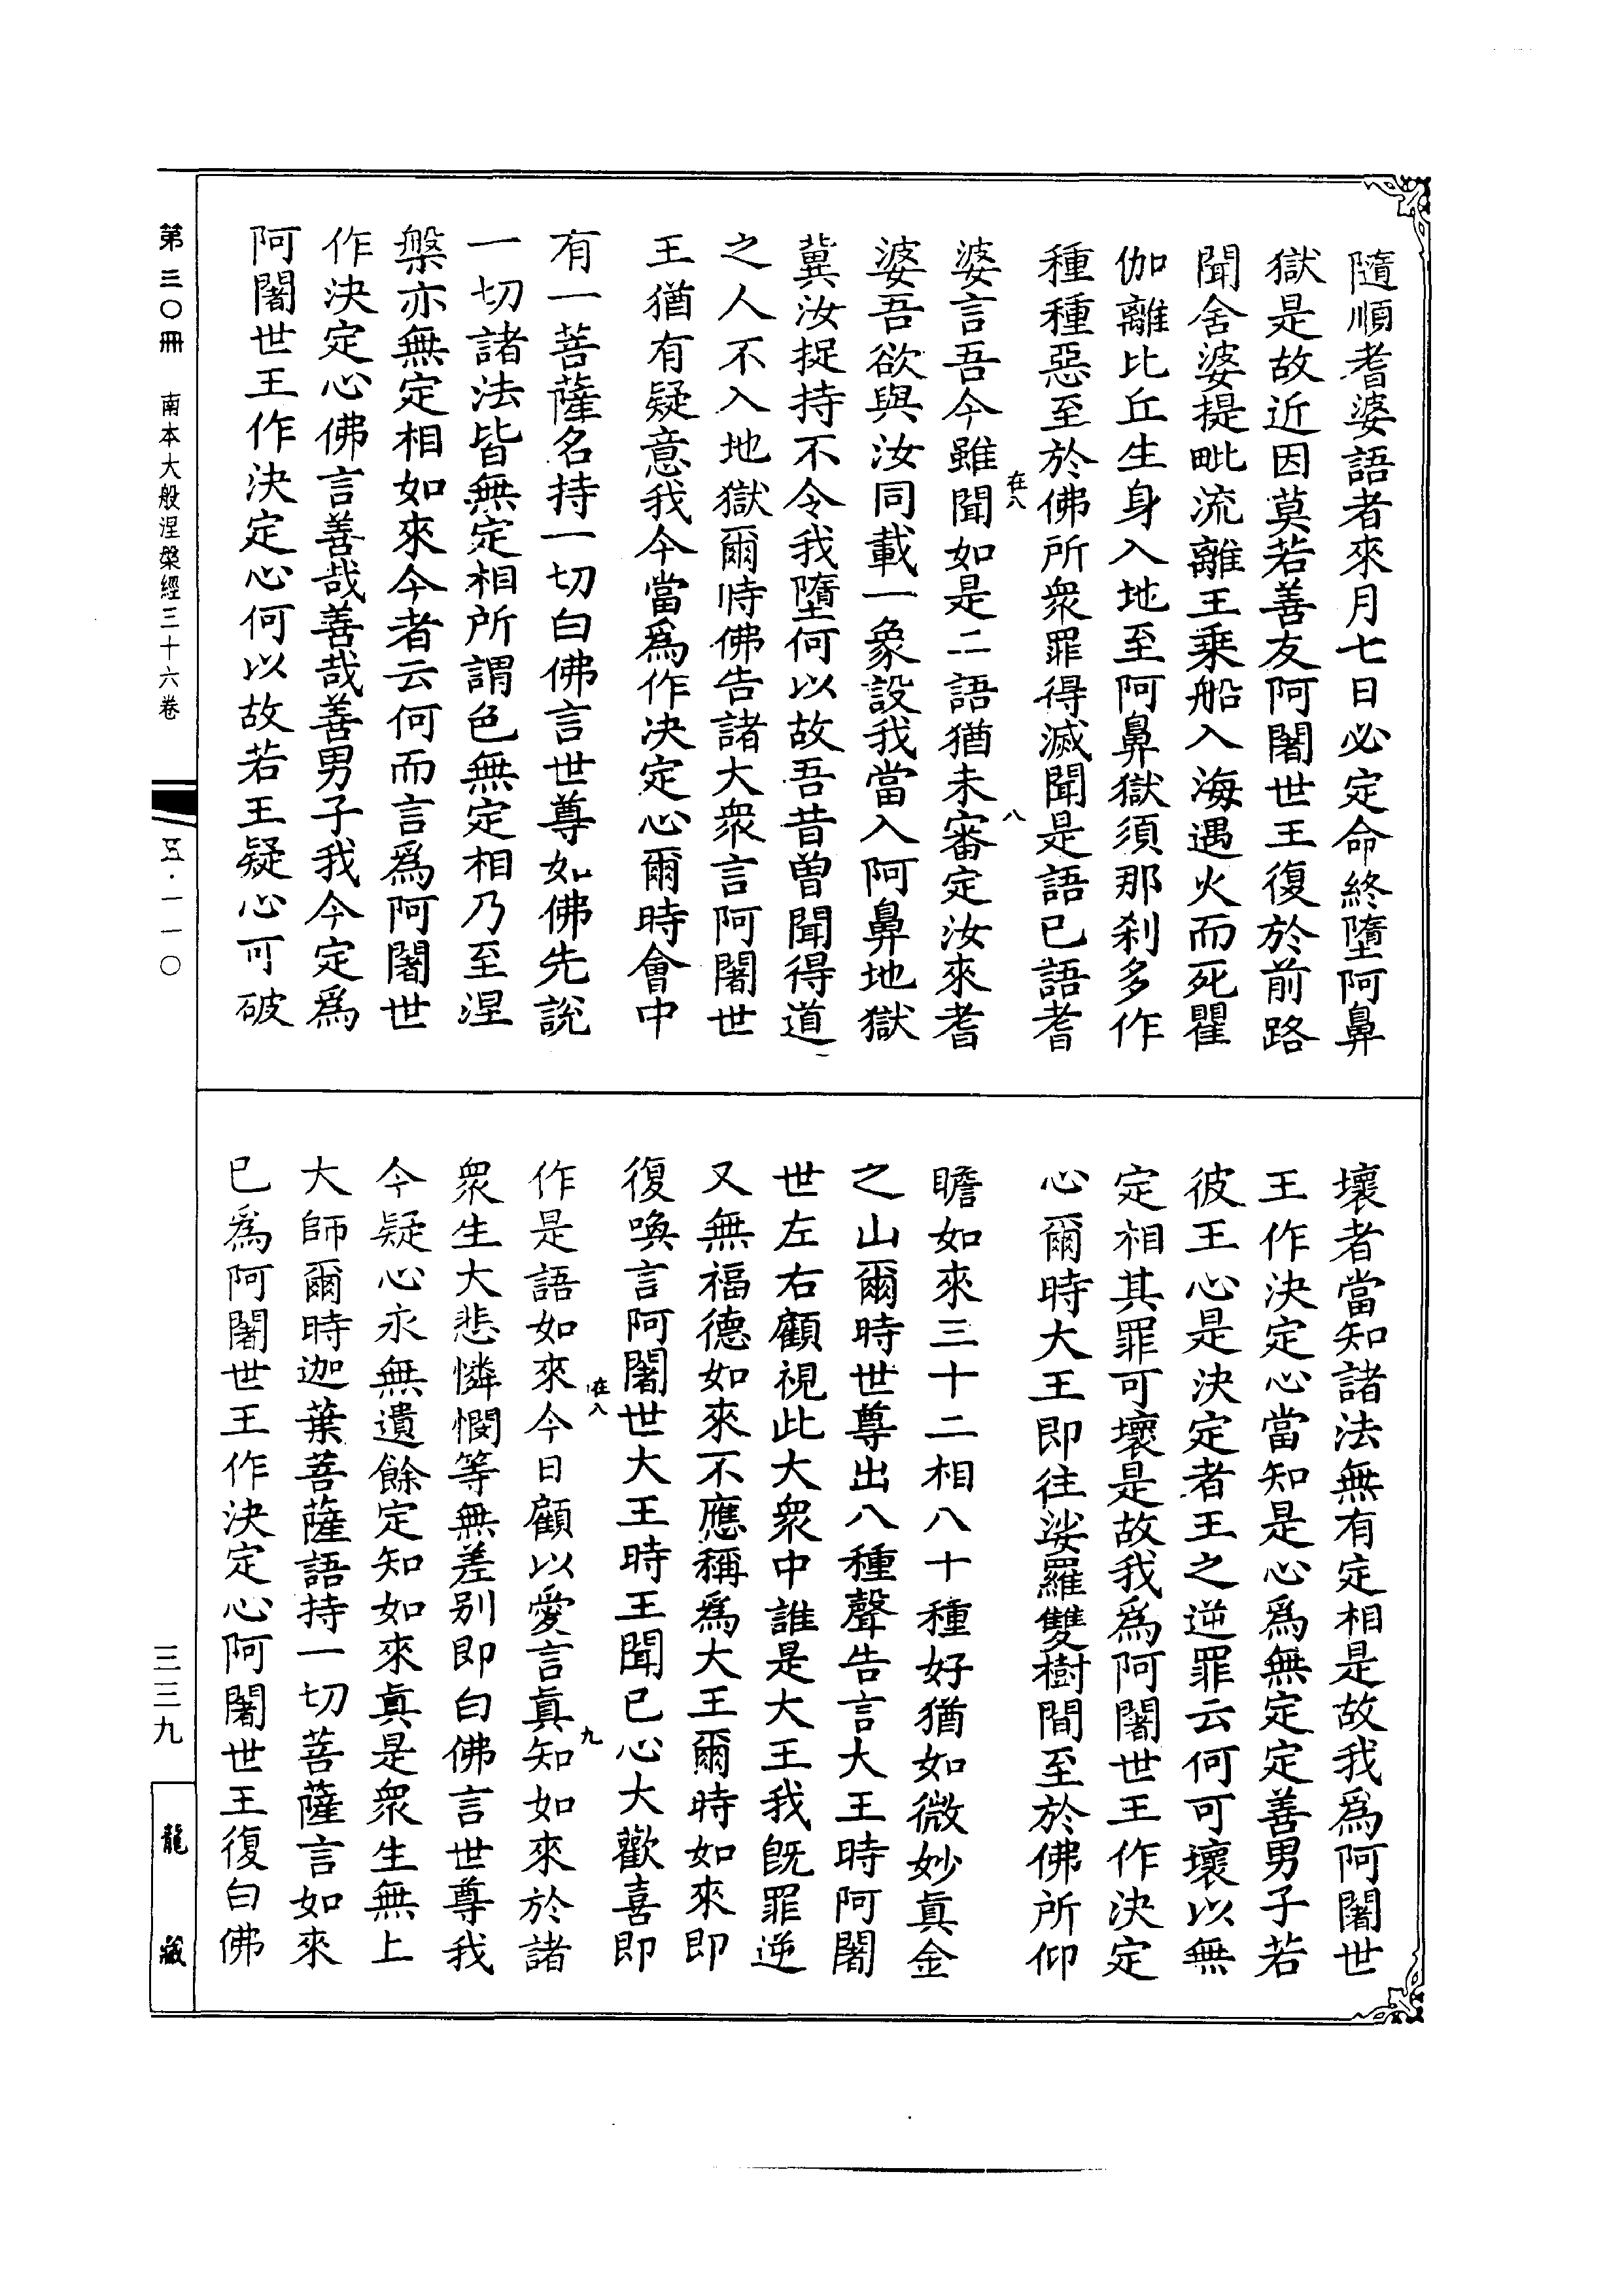 隨順耆婆語者來月七日必定命終墮阿鼻
獄是故近因莫若善友阿闍世王復於前路
聞舍婆提毗流離王乗船入海遇火而死瞿
伽離比丘生身入地至阿鼻獄須那刹多作
種種惡至於佛所衆罪得滅聞是語已語耆
在八
八
婆言吾今雖聞如是二語猶未審定汝來耆
婆吾欲與汝同載一象設我當入阿鼻地獄
冀汝捉持不令我墮何以故吾昔曽聞得道
之人不入地獄爾時佛告諸大衆言阿闍世
王猶有疑意我今當爲作決定心爾時會中
有一菩薩名持一切白佛言世尊如佛先說
一切諸法皆無定相所謂色無定相乃至涅
槃亦無定相如來今者云何而言爲阿闍世
作決定心佛言善哉善哉善男子我今定爲
阿闍世王作決定心何以故若王疑心可破
壞者當知諸法無有定相是故我爲阿闍世
王作決定心當知是心爲無定定善男子若
彼王心是決定者王之逆罪云何可壞以無
定相其罪可壞是故我爲阿闍世王作決定
心爾時大王即往娑羅雙樹間至於佛所仰
瞻如來三十二相八十種好猶如微妙真金
之山爾時世尊出八種聲告言大王時阿闍
世左右顧視此大衆中誰是大王我既罪逆
又無福德如來不應稱爲大王爾時如來即
復喚言阿闍世大王時王聞已心大歡喜即
在八
九
作是語如來今日顧以愛言真知如來於諸
衆生大悲憐憫等無差别即白佛言世尊我
今疑心永無遺餘定知如來真是衆生無上
大師爾時迦葉菩薩語持一切菩薩言如來
已爲阿闍世王作決定心阿闍世王復白佛
第三〇冊
南本大般涅槃經三十六卷
五·一一〇
三三九
龍藏